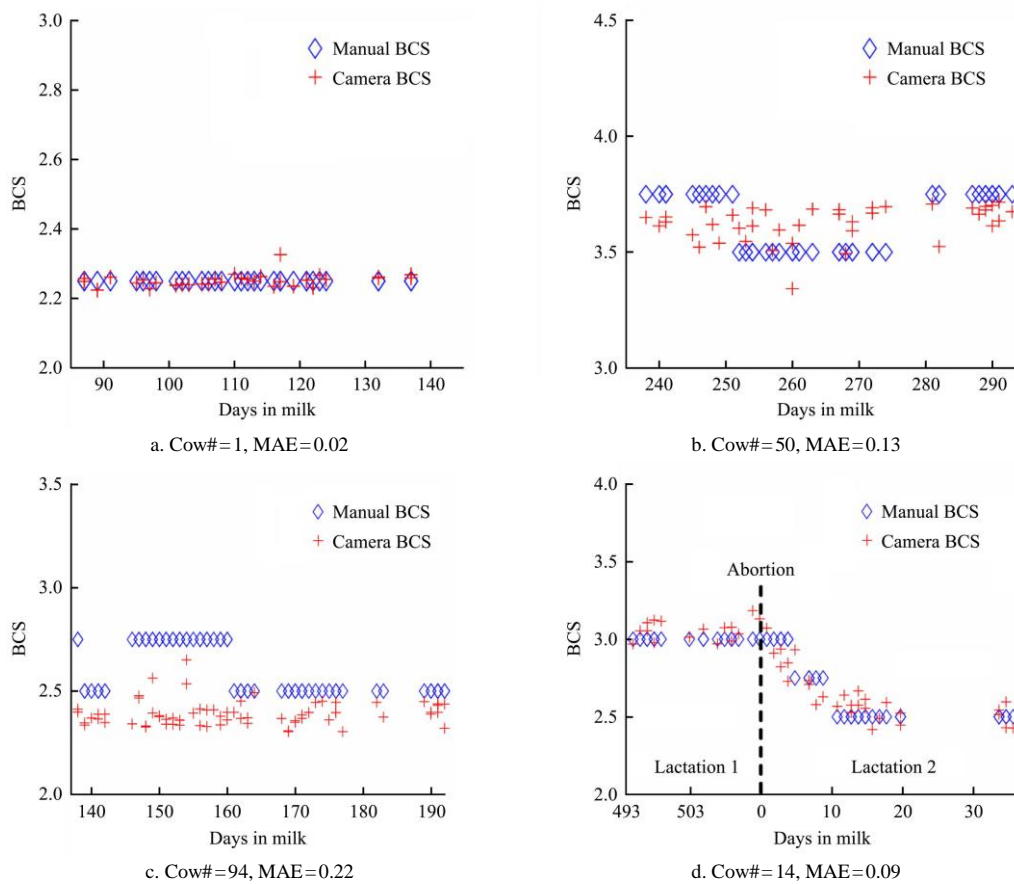 3.0
2.8
2.6
2.4
2.2
2.0
BCS
Manual BCS
Camera BCS
90 100 110 120 130 140
Days in milk
a. Cow#=1, MAE=0.02
4.5
4.0
3.5
3.0
BCS
Manual BCS
Camera BCS
240 250 260 270 280 290
Days in milk
b. Cow#=50, MAE=0.13
3.5
3.0
2.5
2.0
BCS
Manual BCS
Camera BCS
140 150 160 170 180 190
Days in milk
c. Cow#=94, MAE=0.22
4.0
3.5
3.0
2.5
2.0
BCS
Manual BCS
Camera BCS
Abortion
Lactation 1 Lactation 2
493 503 0 10 20 30
Days in milk
d. Cow#=14, MAE=0.09